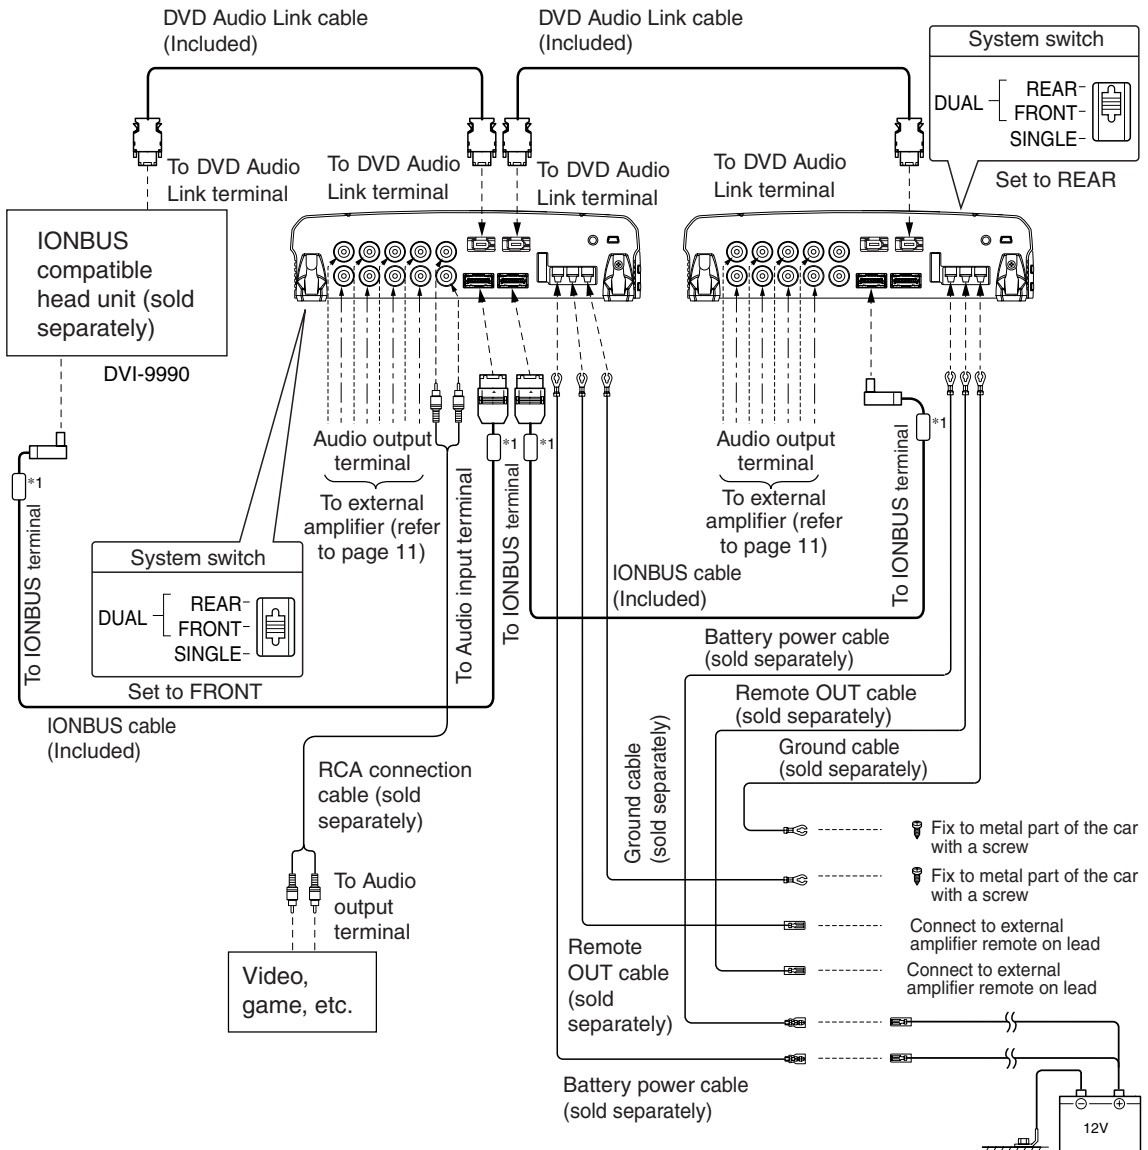 DVD Audio Link cable
(Included)
DVD Audio Link cable
(Included)
System switch
DUAL
REAR-
FRONT-
SINGLE-
Set to REAR
To DVD Audio
Link terminal
To DVD Audio
Link terminal
To DVD Audio
Link terminal
To DVD Audio
Link terminal
IONBUS
compatible
head unit (sold
separately)
DVI-9990
*1
To IONBUS terminal
System switch
DUAL
REAR-
FRONT-
SINGLE-
Set to FRONT
IONBUS cable
(Included)
Audio output
terminal
To external
amplifier (refer
to page 11)
To Audio input terminal
*1
To IONBUS terminal
*1
Audio output
terminal
To external
amplifier (refer
to page 11)
*1
To IONBUS terminal
IONBUS cable
(Included)
Battery power cable
(sold separately)
Remote OUT cable
(sold separately)
Ground cable
(sold separately)
Ground cable
(sold separately)
RCA connection
cable (sold
separately)
To Audio
output
terminal
Video,
game, etc.
Fix to metal part of the car
with a screw
Fix to metal part of the car
with a screw
Connect to external
amplifier remote on lead
Connect to external
amplifier remote on lead
Remote
OUT cable
(sold
separately)
Battery power cable
(sold separately)
12V